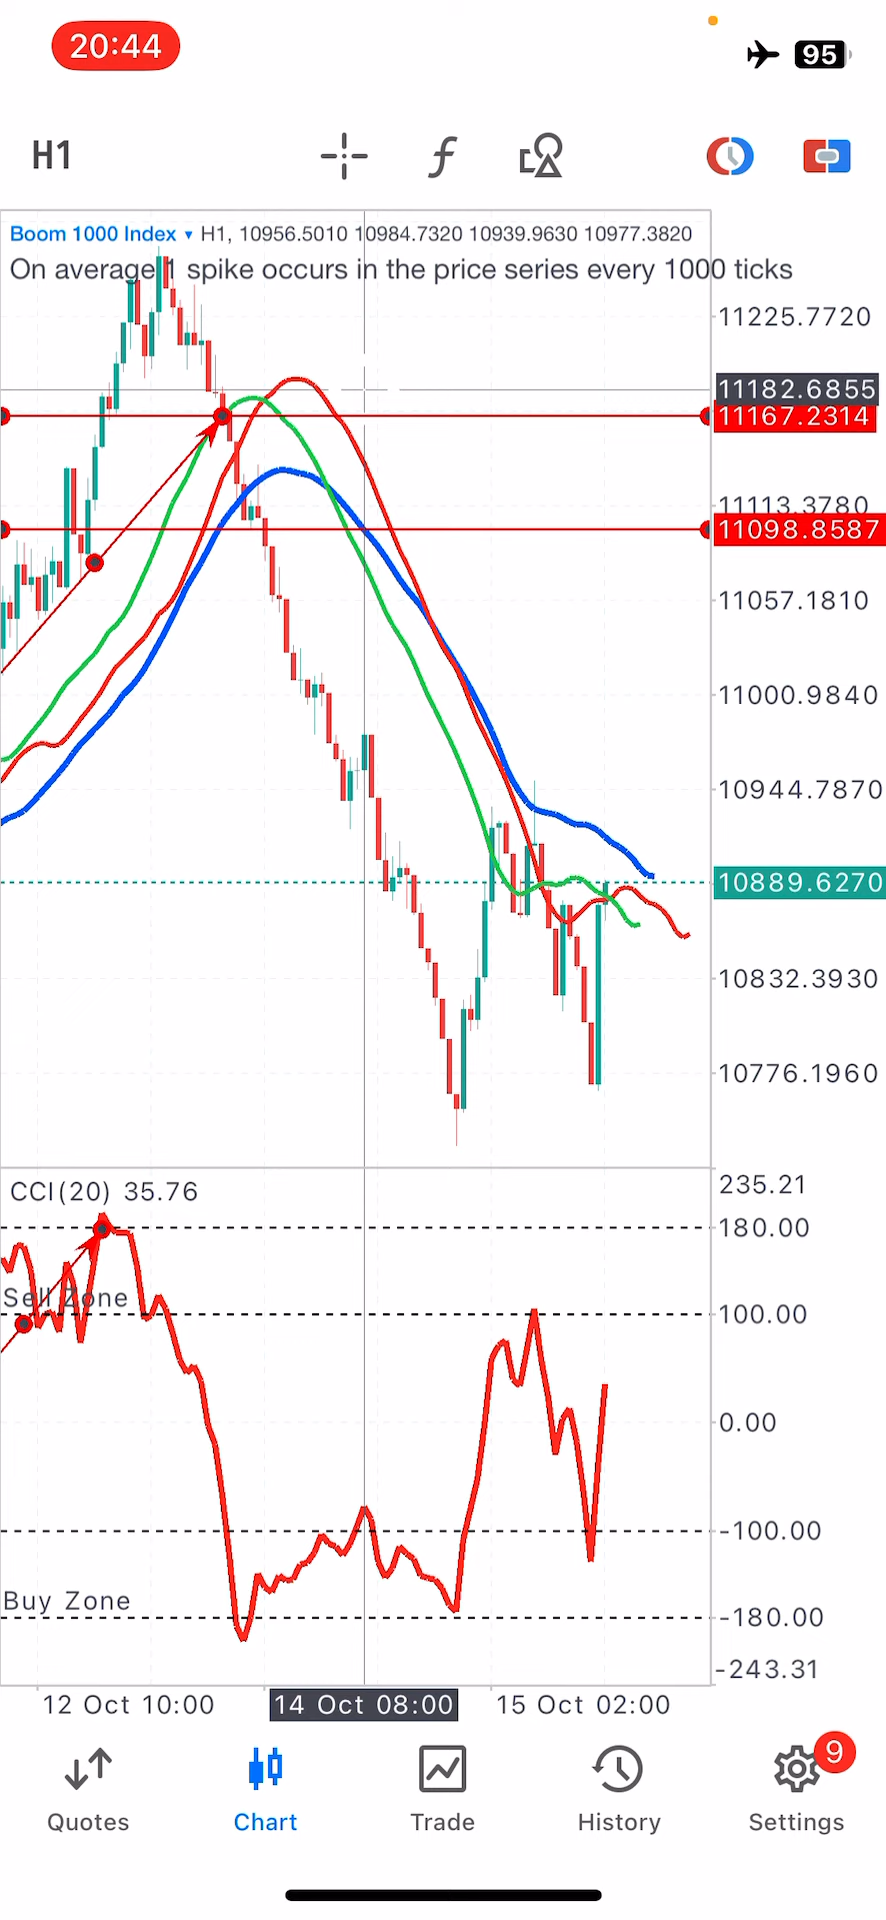 20:44
95
H1
Boom 1000 Index ▾ H1, 10956.5010 10984.7320 10939.9630 10977.3820
On average 1 spike occurs in the price series every 1000 ticks
11225.7720
11182.6855
11167.2314
11113.3780
11098.8587
11057.1810
11000.9840
10944.7870
10889.6270
10832.3930
10776.1960
CCI(20) 35.76
235.21
180.00
Sell Zone
100.00
0.00
-100.00
Buy Zone
-180.00
-243.31
12 Oct 10:00 14 Oct 08:00 15 Oct 02:00
9
Quotes Chart Trade History Settings